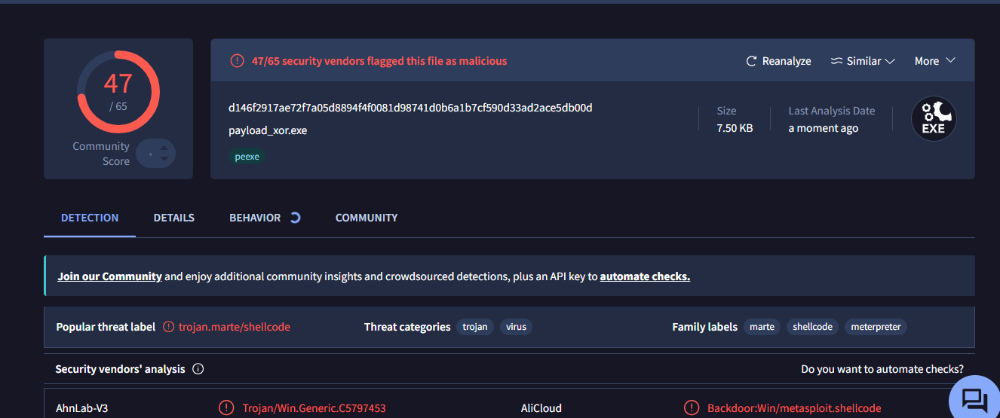 47
/ 65
Community Score
47/65 security vendors flagged this file as malicious
Reanalyze
Similar
More
d146f2917ae72f7a05d8894f4f0081d98741d0b6a1b7cf590d33ad2ace5db00d
payload_xor.exe
peexe
Size
7.50 KB
Last Analysis Date
a moment ago
EXE
DETECTION
DETAILS
BEHAVIOR
COMMUNITY
Join our Community and enjoy additional community insights and crowdsourced detections, plus an API key to automate checks.
Popular threat label trojan.marte/shellcode
Threat categories trojan virus
Family labels marte shellcode meterpreter
Security vendors' analysis
Do you want to automate checks?
AhnLab-V3
Trojan/Win.Generic.C5797453
AliCloud
Backdoor:Win/metasploit.shellcode